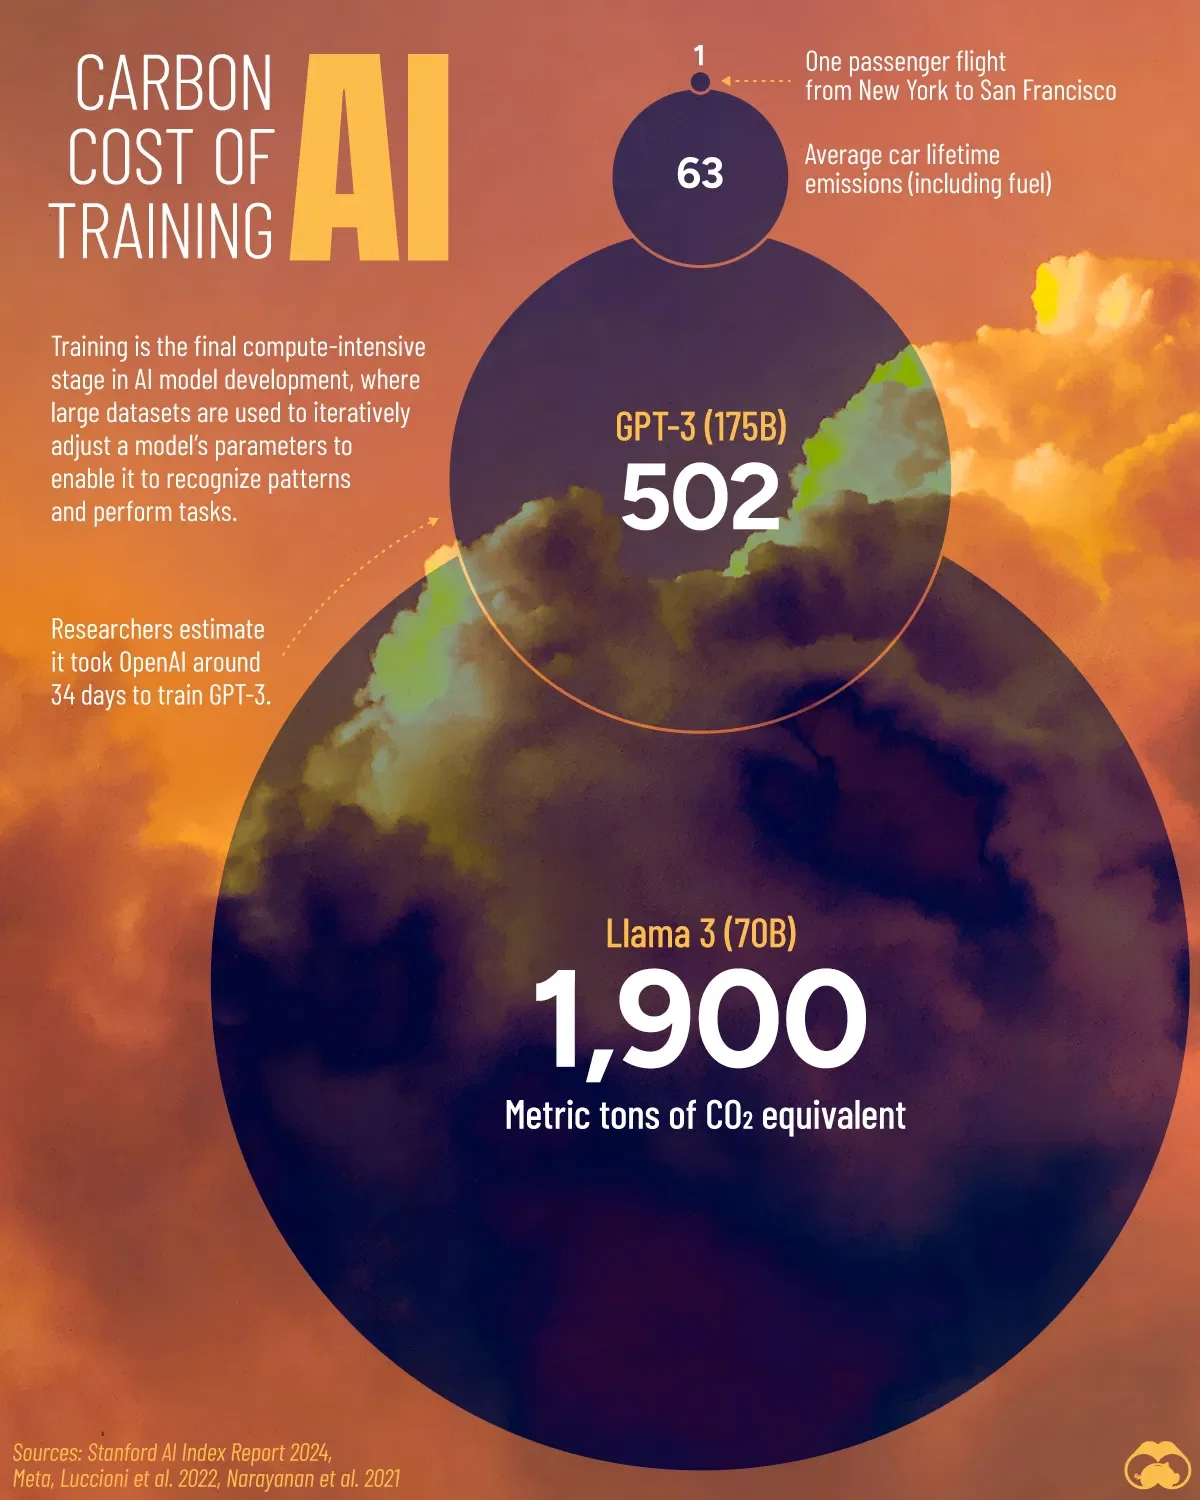 CARBON
COST OF
TRAINING
AI
1
One passenger flight
from New York to San Francisco
63
Average car lifetime
emissions (including fuel)
Training is the final compute-intensive
stage in AI model development, where
large datasets are used to iteratively
adjust a model's parameters to
enable it to recognize patterns
and perform tasks.
GPT-3 (175B)
502
Researchers estimate
it took OpenAI around
34 days to train GPT-3.
Llama 3 (70B)
1,900
Metric tons of CO₂ equivalent
Sources: Stanford AI Index Report 2024,
Meta, Luccioni et al. 2022, Narayanan et al. 2021